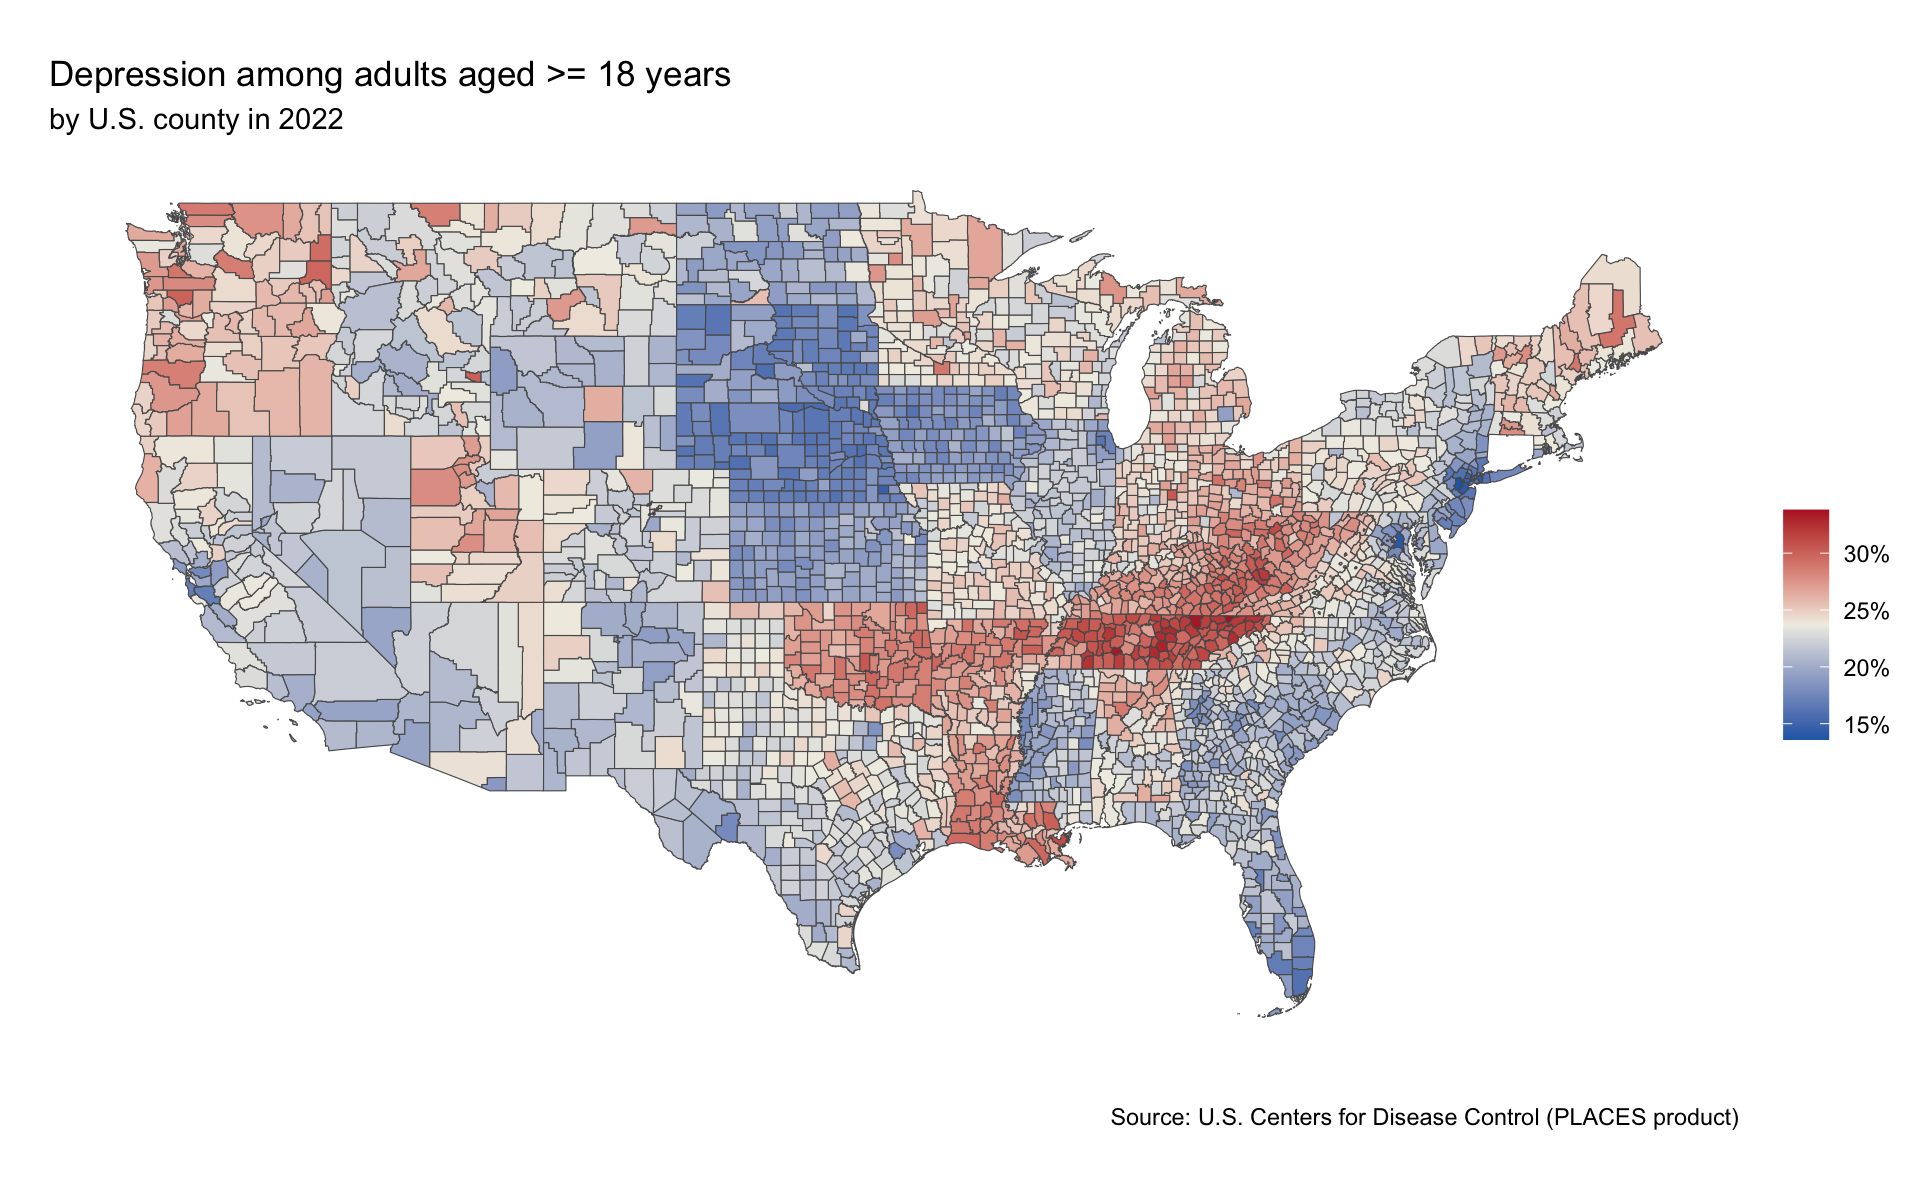 Depression among adults aged >= 18 years
by U.S. county in 2022
30%
25%
20%
15%
Source: U.S. Centers for Disease Control (PLACES product)